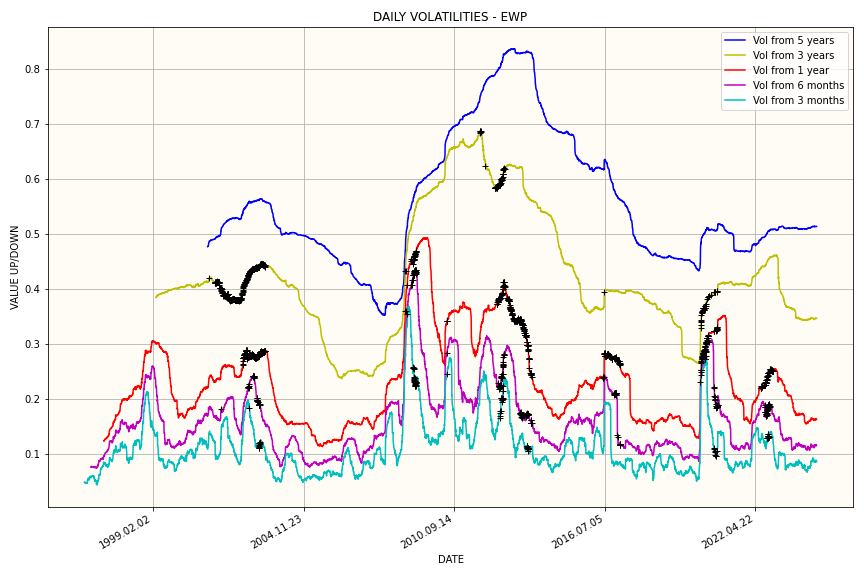 DAILY VOLATILITIES - EWP
Vol from 5 years
Vol from 3 years
Vol from 1 year
Vol from 6 months
Vol from 3 months
VALUE UP/DOWN
0.8
0.7
0.6
0.5
0.4
0.3
0.2
0.1
1999.02.02
2004.11.23
2010.09.14
2016.07.05
2022.04.22
DATE